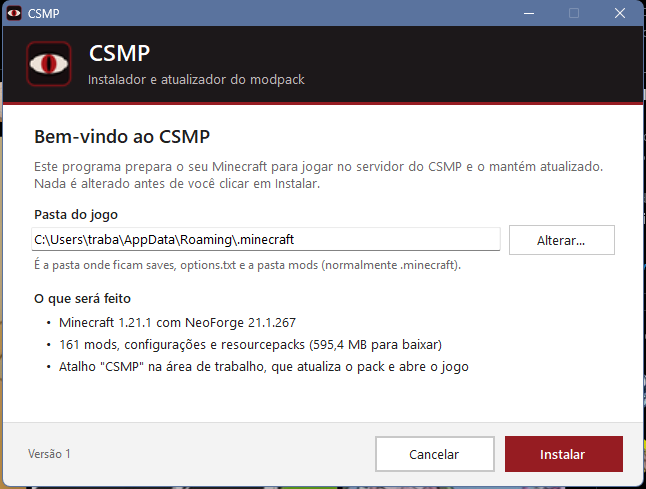 CSMP
CSMP
Instalador e atualizador do modpack
Bem-vindo ao CSMP
Este programa prepara o seu Minecraft para jogar no servidor do CSMP e o mantém atualizado.
Nada é alterado antes de você clicar em Instalar.
Pasta do jogo
C:\Users\traba\AppData\Roaming\.minecraft
Alterar...
É a pasta onde ficam saves, options.txt e a pasta mods (normalmente .minecraft).
O que será feito
• Minecraft 1.21.1 com NeoForge 21.1.267
• 161 mods, configurações e resourcepacks (595,4 MB para baixar)
• Atalho "CSMP" na área de trabalho, que atualiza o pack e abre o jogo
Versão 1
Cancelar
Instalar